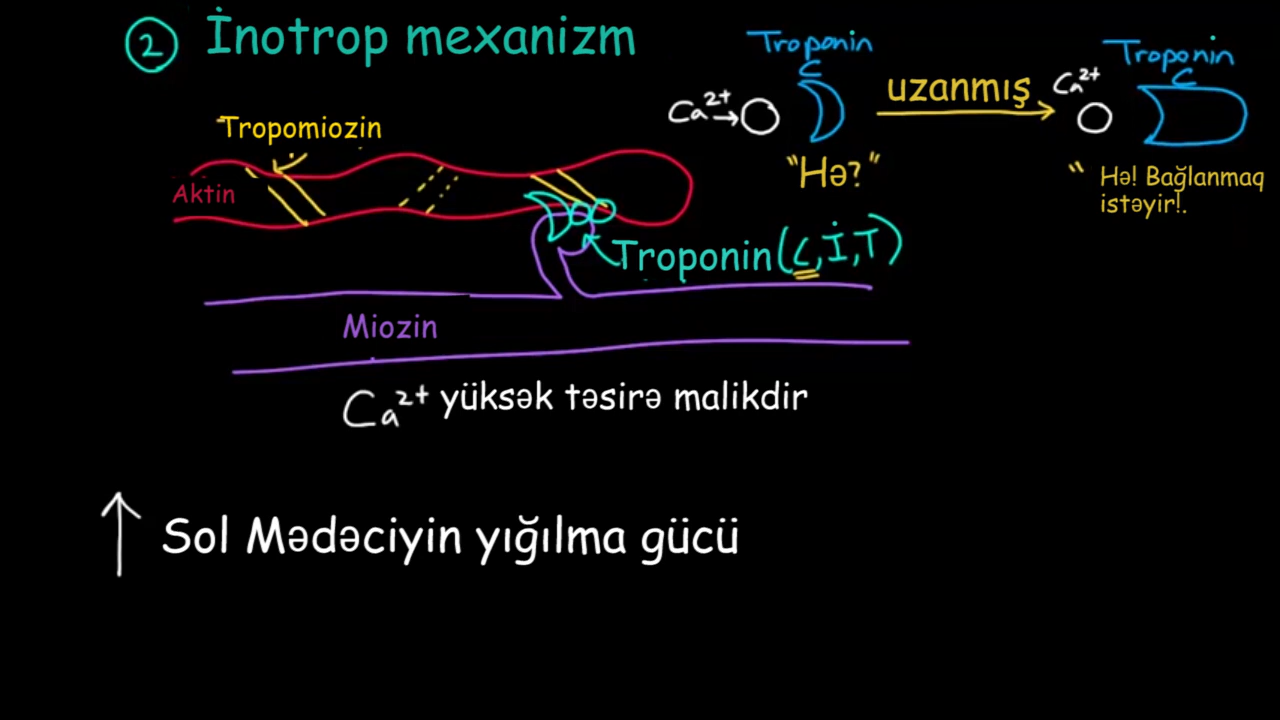 2 İnotrop mexanizm
Troponin
C
Ca²⁺→
"Hə?"
uzanmış
Troponin
C
Ca²⁺
" Hə! Bağlanmaq
istəyir!.
Tropomiozin
Aktin
Troponin(C,İ,T)
Miozin
Ca²⁺ yüksək təsirə malikdir
↑ Sol Mədəciyin yığılma gücü